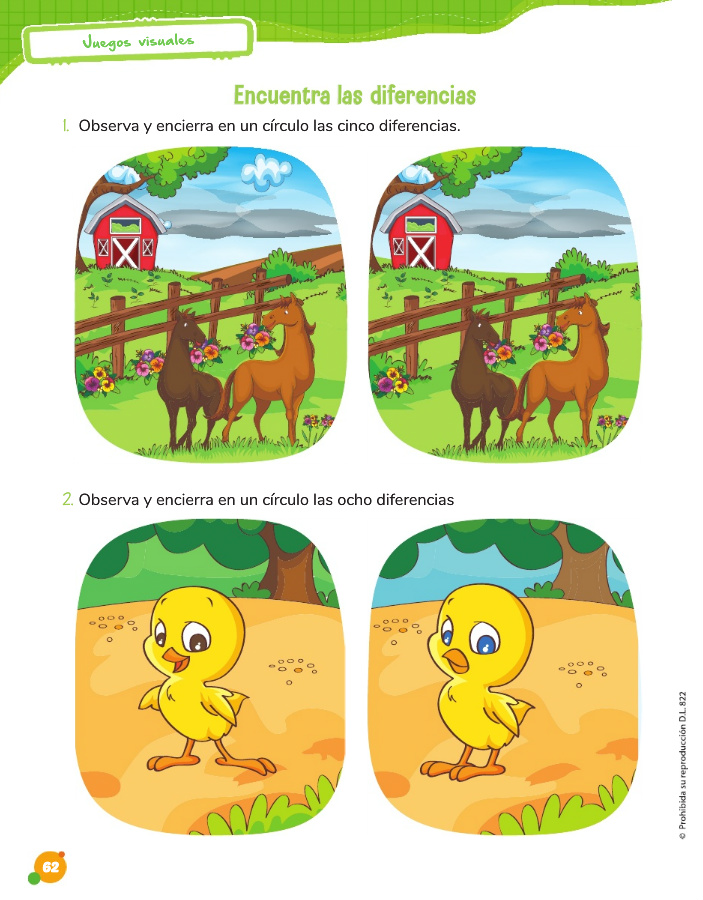 Juegos visuales
Encuentra las diferencias
1. Observa y encierra en un círculo las cinco diferencias.
2. Observa y encierra en un círculo las ocho diferencias
© Prohibida su reproducción D.L. 822
62